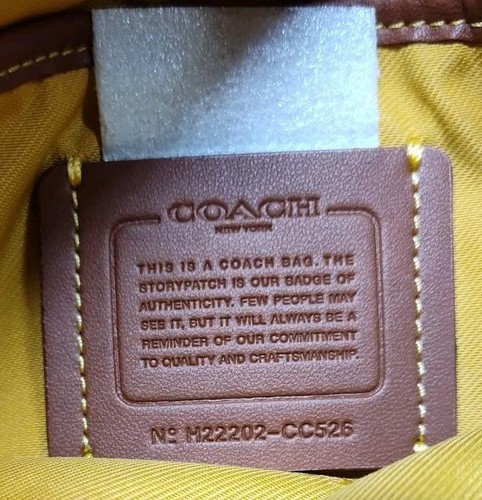 COACH
NEW YORK
THIS IS A COACH BAG. THE
STORYPATCH IS OUR BADGE OF
AUTHENTICITY. FEW PEOPLE MAY
SEE IT, BUT IT WILL ALWAYS BE A
REMINDER OF OUR COMMITMENT
TO QUALITY AND CRAFTSMANSHIP.
Nº H22202-CC526